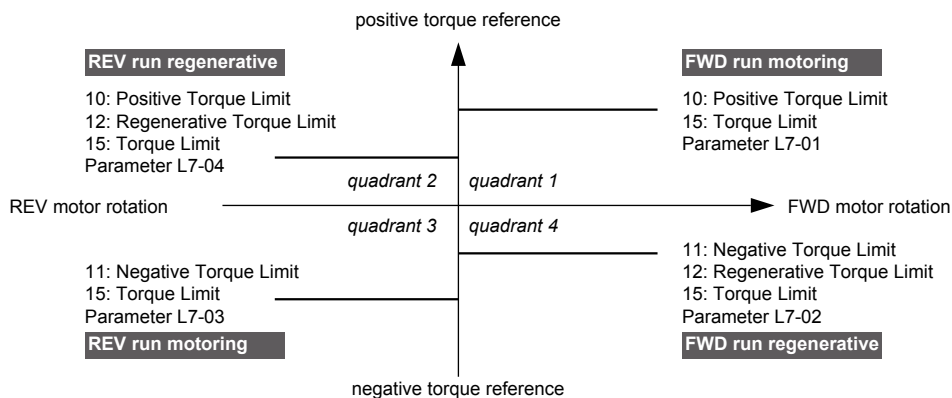 positive torque reference
REV run regenerative
10: Positive Torque Limit
12: Regenerative Torque Limit
15: Torque Limit
Parameter L7-04
FWD run motoring
10: Positive Torque Limit
15: Torque Limit
Parameter L7-01
quadrant 2
quadrant 1
REV motor rotation
FWD motor rotation
quadrant 3
quadrant 4
11: Negative Torque Limit
15: Torque Limit
Parameter L7-03
REV run motoring
11: Negative Torque Limit
12: Regenerative Torque Limit
15: Torque Limit
Parameter L7-02
FWD run regenerative
negative torque reference